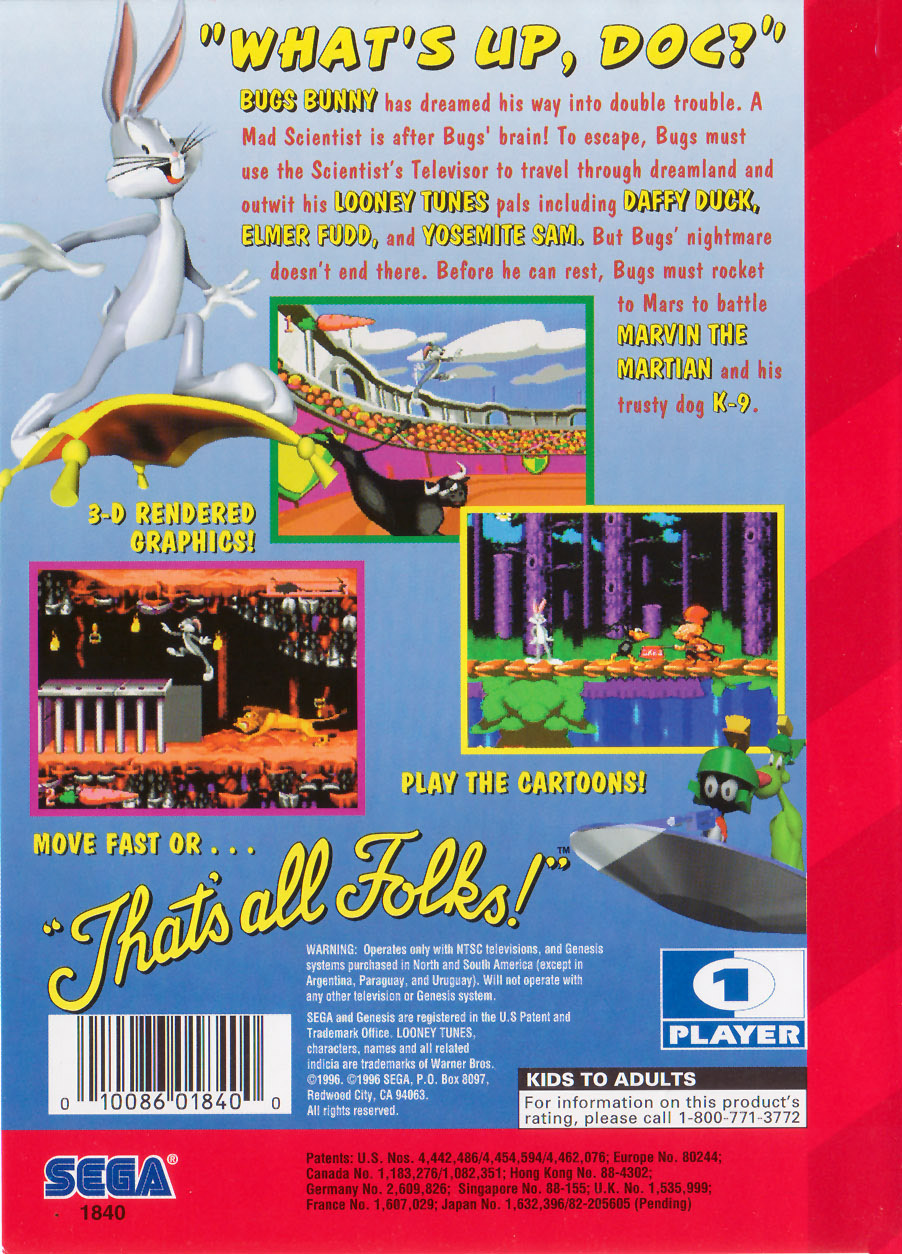 "WHAT'S UP, DOC?"
BUGS BUNNY has dreamed his way into double trouble. A
Mad Scientist is after Bugs' brain! To escape, Bugs must
use the Scientist's Televisor to travel through dreamland and
outwit his LOONEY TUNES pals including DAFFY DUCK,
ELMER FUDD, and YOSEMITE SAM. But Bugs' nightmare
doesn't end there. Before he can rest, Bugs must rocket
to Mars to battle
MARVIN THE
MARTIAN and his
trusty dog K-9.
1
3-D RENDERED
GRAPHICS!
2
PLAY THE CARTOONS!
MOVE FAST OR . . .
"That's all Folks!"™
WARNING: Operates only with NTSC televisions, and Genesis
systems purchased in North and South America (except in
Argentina, Paraguay, and Uruguay). Will not operate with
any other television or Genesis system.
SEGA and Genesis are registered in the U.S Patent and
Trademark Office. LOONEY TUNES,
characters, names and all related
indicia are trademarks of Warner Bros.
©1996. ©1996 SEGA, P.O. Box 8097,
Redwood City, CA 94063.
All rights reserved.
1
PLAYER
KIDS TO ADULTS
For information on this product's
rating, please call 1-800-771-3772
0 10086 01840 0
SEGA®
1840
Patents: U.S. Nos. 4,442,486/4,454,594/4,462,076; Europe No. 80244;
Canada No. 1,183,276/1,082,351; Hong Kong No. 88-4302;
Germany No. 2,609,826; Singapore No. 88-155; U.K. No. 1,535,999;
France No. 1,607,029; Japan No. 1,632,396/82-205605 (Pending)